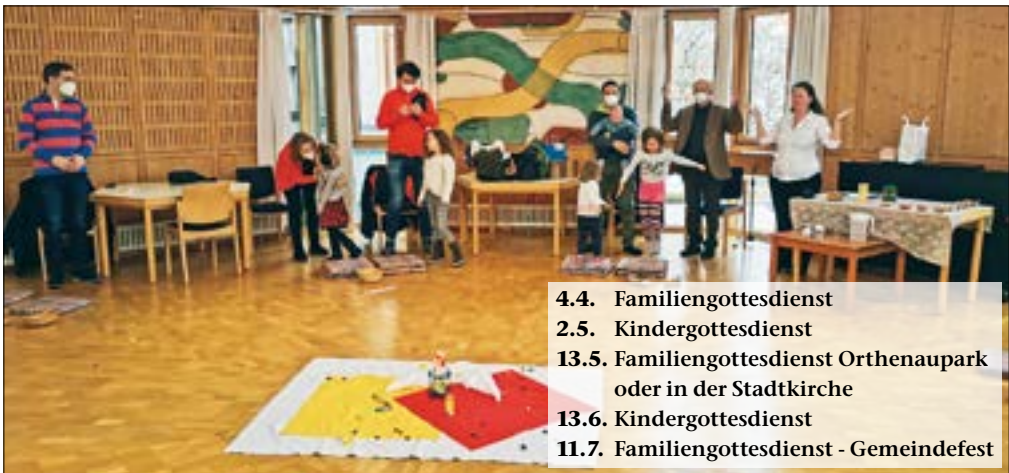 4.4. Familiengottesdienst
2.5. Kindergottesdienst
13.5. Familiengottesdienst Orthenaupark
oder in der Stadtkirche
13.6. Kindergottesdienst
11.7. Familiengottesdienst - Gemeindefest